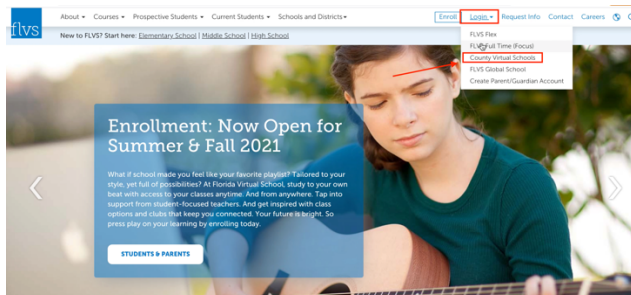 flvs
About Courses Prospective Students Current Students Schools and Districts Enroll Login Request Info Contact Careers
New to FLVS? Start here: Elementary School | Middle School | High School
FLVS Flex
FLVS Full Time (Focus)
County Virtual Schools
FLVS Global School
Create Parent/Guardian Account
Enrollment: Now Open for
Summer & Fall 2021
What if school made you feel like your favorite playlist? Tailored to your
style, yet full of possibilities? At Florida Virtual School, study to your own
beat with access to your classes anytime. And from anywhere. Tap into
support from student-focused teachers. And get inspired with class
options and clubs that keep you connected. Your future is bright. So
press play on your learning by enrolling today.
STUDENTS & PARENTS